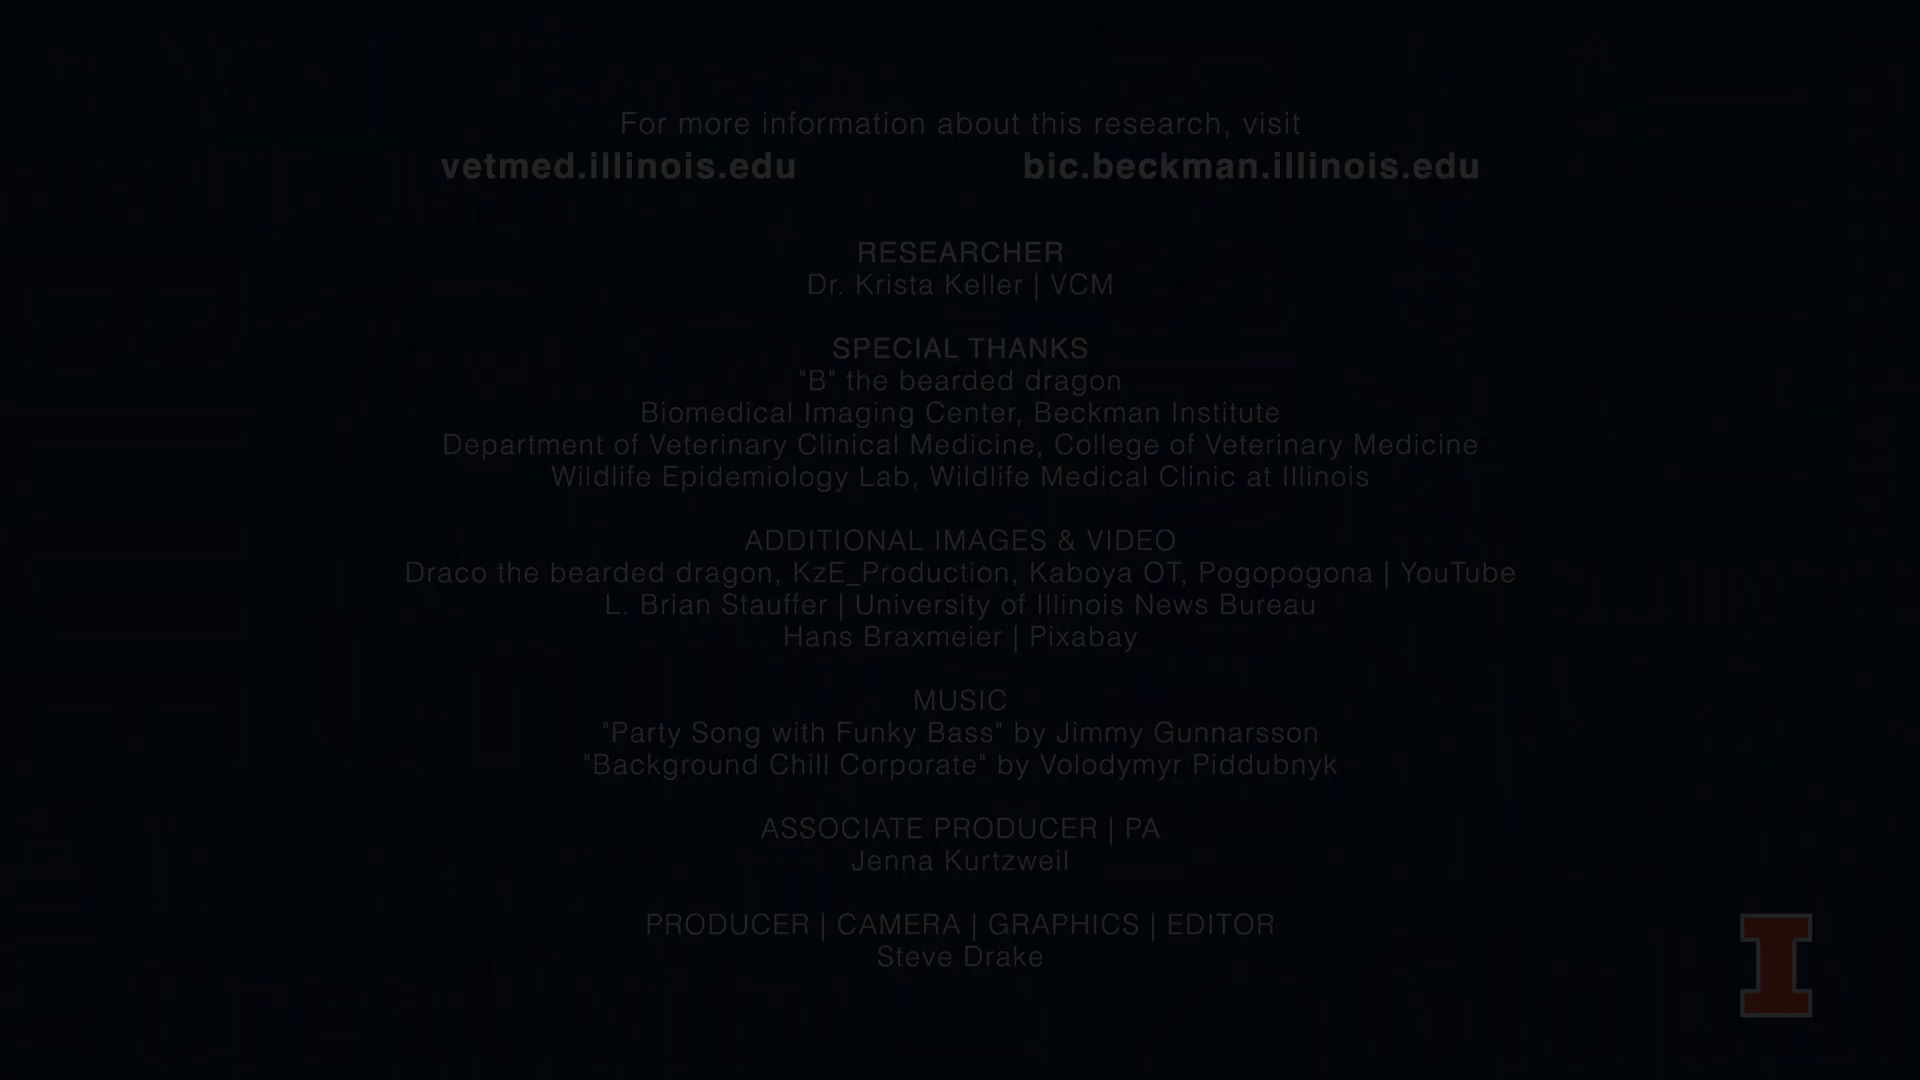 For more information about this research, visit
vetmed.illinois.edu bic.beckman.illinois.edu
RESEARCHER
Dr. Krista Keller | VCM
SPECIAL THANKS
"B" the bearded dragon
Biomedical Imaging Center, Beckman Institute
Department of Veterinary Clinical Medicine, College of Veterinary Medicine
Wildlife Epidemiology Lab, Wildlife Medical Clinic at Illinois
ADDITIONAL IMAGES & VIDEO
Draco the bearded dragon, KzE_Production, Kaboya OT, Pogopogona | YouTube
L. Brian Stauffer | University of Illinois News Bureau
Hans Braxmeier | Pixabay
MUSIC
"Party Song with Funky Bass" by Jimmy Gunnarsson
"Background Chill Corporate" by Volodymyr Piddubnyk
ASSOCIATE PRODUCER | PA
Jenna Kurtzweil
PRODUCER | CAMERA | GRAPHICS | EDITOR
Steve Drake
I